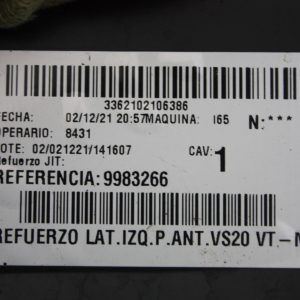 3362102106386
FECHA: 02/12/21 20:57 MAQUINA: I65 N:***
OPERARIO: 8431
LOTE: 02/021221/141607 CAV: 1
Refuerzo JIT:
REFERENCIA: 9983266
REFUERZO LAT.IZQ.P.ANT.VS20 VT.-